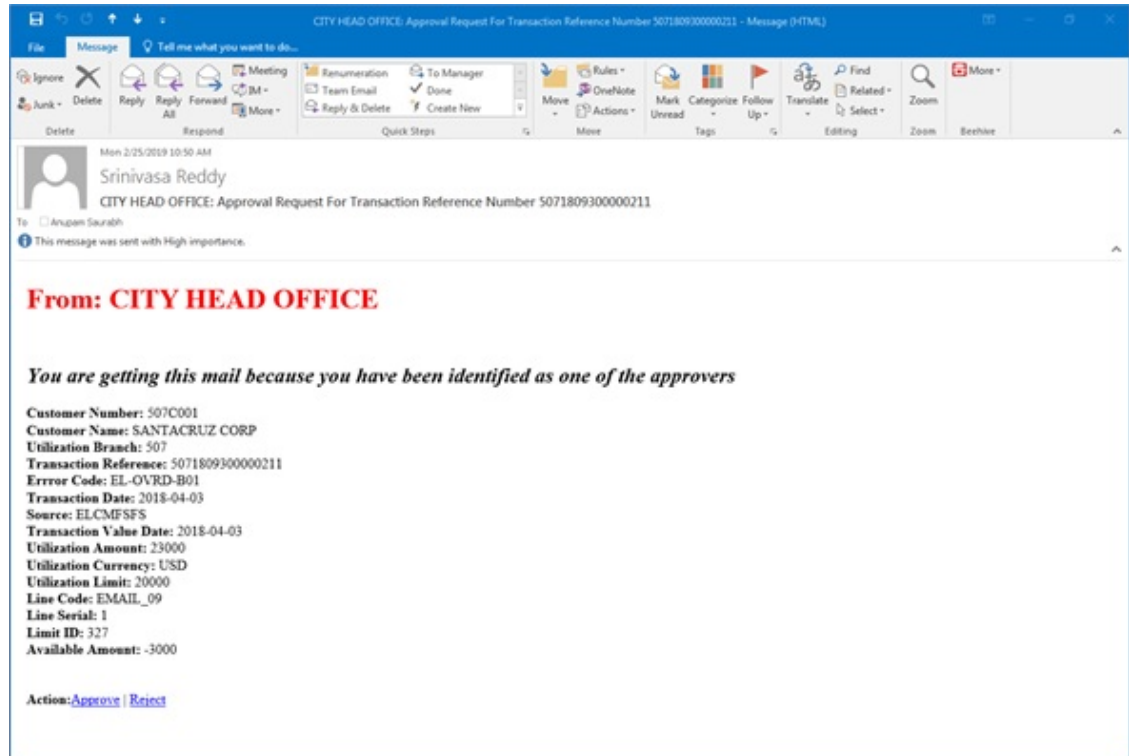 CITY HEAD OFFICE: Approval Request For Transaction Reference Number 5071809300000211 - Message (HTML)
File Message Tell me what you want to do...
Ignore
Junk
Delete
Reply
Reply All
Forward
Meeting
IM
More
Renumeration
Team Email
Reply & Delete
To Manager
Done
Create New
Move
Rules
OneNote
Actions
Mark Unread
Categorize
Follow Up
Translate
Find
Related
Select
Zoom
More
Delete Respond Quick Steps Move Tags Editing Zoom Beehive
Mon 2/25/2019 10:50 AM
Srinivasa Reddy
CITY HEAD OFFICE: Approval Request For Transaction Reference Number 5071809300000211
To Anupam Saurabh
This message was sent with High importance.
From: CITY HEAD OFFICE
You are getting this mail because you have been identified as one of the approvers
Customer Number: 507C001
Customer Name: SANTACRUZ CORP
Utilization Branch: 507
Transaction Reference: 5071809300000211
Errror Code: EL-OVRD-B01
Transaction Date: 2018-04-03
Source: ELCMFSFS
Transaction Value Date: 2018-04-03
Utilization Amount: 23000
Utilization Currency: USD
Utilization Limit: 20000
Line Code: EMAIL_09
Line Serial: 1
Limit ID: 327
Available Amount: -3000
Action:Approve | Reject